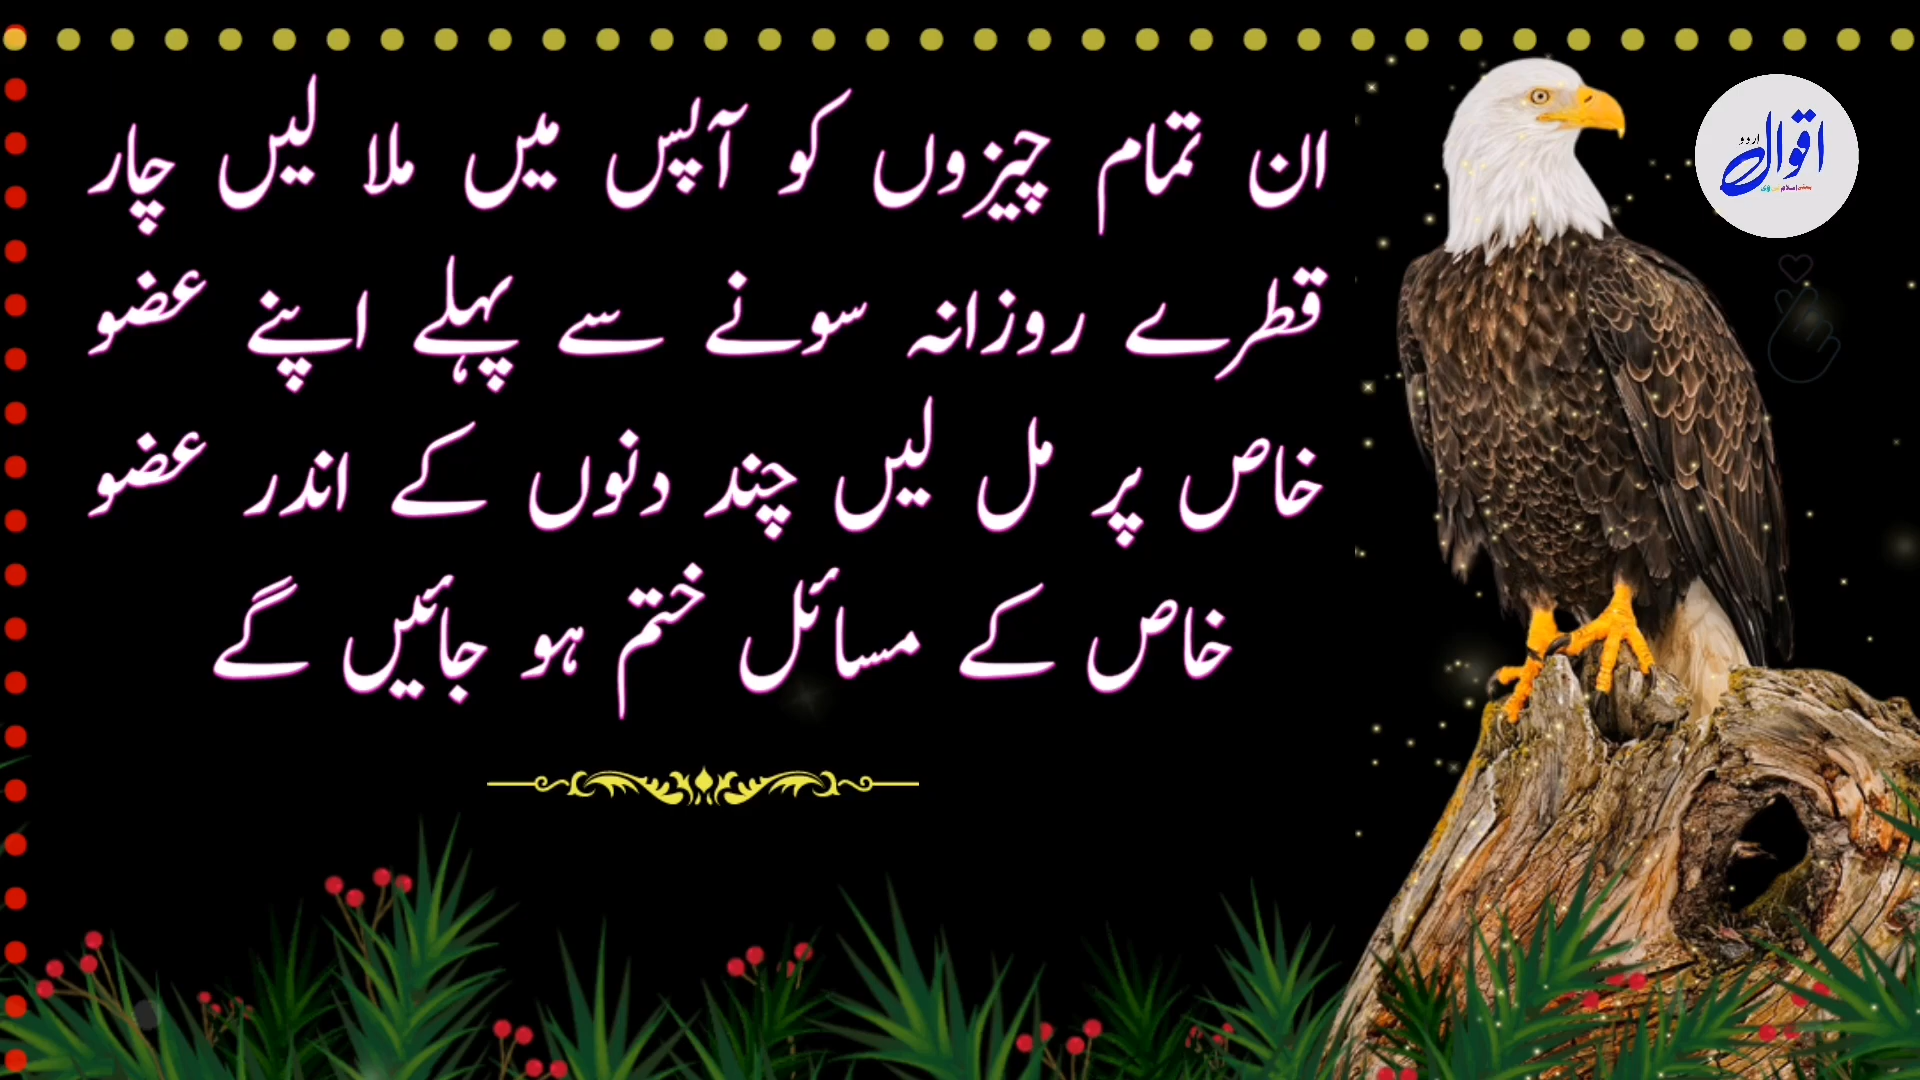 ان تمام چیزوں کو آپس میں ملا لیں چار
قطرے روزانہ سونے سے پہلے اپنے عضو
خاص پر مل لیں چند دنوں کے اندر عضو
خاص کے مسائل ختم ہو جائیں گے
اقوال اردو